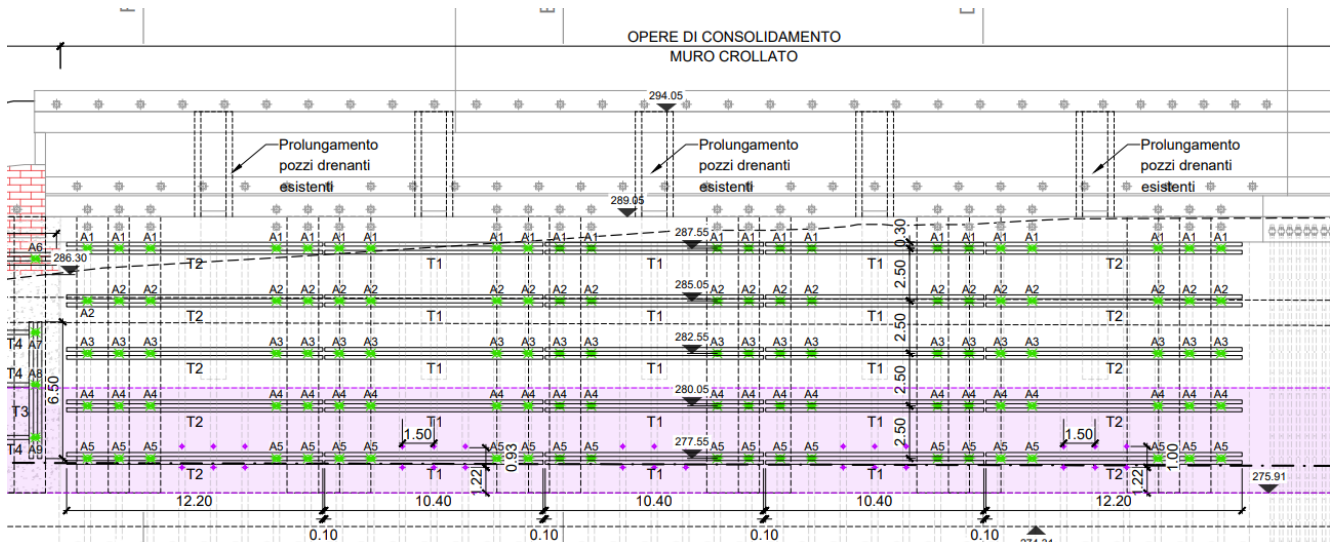 OPERE DI CONSOLIDAMENTO
MURO CROLLATO
294.05
Prolungamento
pozzi drenanti
esistenti
Prolungamento
pozzi drenanti
esistenti
Prolungamento
pozzi drenanti
esistenti
289.05
A1 A1 A1 A1 A1 A1 A1 A1 A1 A1 A1 A1 A1 A1 A1 A1 A1 A1 A1 A1 A1 A1
287.55
0.30
A6
286.30
T2 T1 T1 T1 T2
2.50
A2 A2 A2 A2 A2 A2 A2 A2 A2 A2 A2 A2 A2 A2 A2 A2 A2 A2 A2 A2 A2
285.05
A2
T2 T1 T1 T1 T2
2.50
A3 A3 A3 A3 A3 A3 A3 A3 A3 A3 A3 A3 A3 A3 A3 A3 A3 A3 A3 A3 A3 A3
282.55
T4 A7
T4 A8
6.50
T2 T1 T1 T1 T2
2.50
A4 A4 A4 A4 A4 A4 A4 A4 A4 A4 A4 A4 A4 A4 A4 A4 A4 A4 A4 A4 A4 A4
280.05
T3
T2 T1 T1 T1 T2
2.50
1.50
1.50
T4 A9
A5 A5 A5 A5 A5 A5 A5 A5 A5 A5 A5 A5 A5 A5 A5 A5 A5 A5 A5 A5 A5 A5
277.55
0.93
1.00
T2 T1 T1 T1 T2
1.22
1.22
275.91
12.20 10.40 10.40 10.40 12.20
0.10 0.10 0.10 0.10